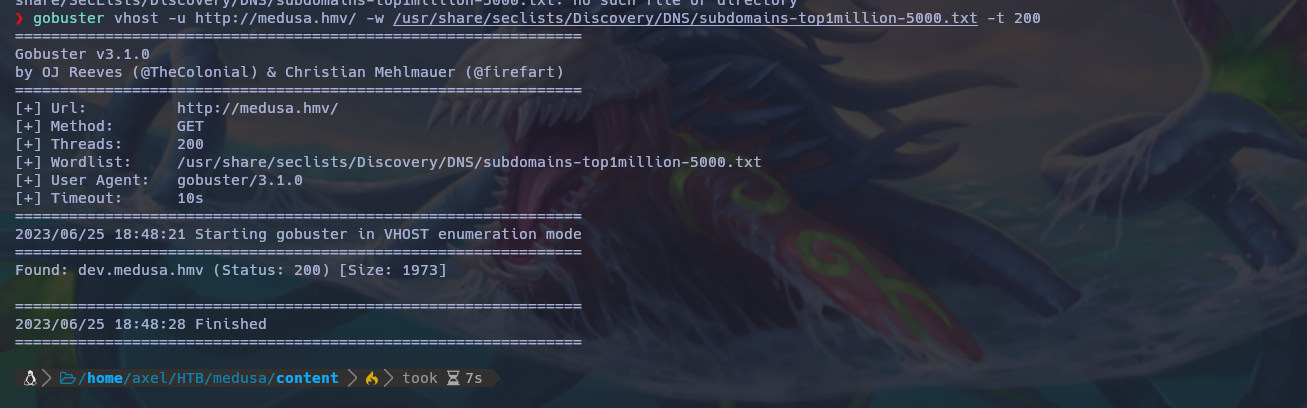 share/SecLists/Discovery/DNS/subdomains-top1million-5000.txt: no such file or directory
❯ gobuster vhost -u http://medusa.hmv/ -w /usr/share/seclists/Discovery/DNS/subdomains-top1million-5000.txt -t 200
===============================================================
Gobuster v3.1.0
by OJ Reeves (@TheColonial) & Christian Mehlmauer (@firefart)
===============================================================
[+] Url:          http://medusa.hmv/
[+] Method:       GET
[+] Threads:      200
[+] Wordlist:     /usr/share/seclists/Discovery/DNS/subdomains-top1million-5000.txt
[+] User Agent:   gobuster/3.1.0
[+] Timeout:      10s
===============================================================
2023/06/25 18:48:21 Starting gobuster in VHOST enumeration mode
===============================================================
Found: dev.medusa.hmv (Status: 200) [Size: 1973]
===============================================================
2023/06/25 18:48:28 Finished
===============================================================
/home/axel/HTB/medusa/content took 7s